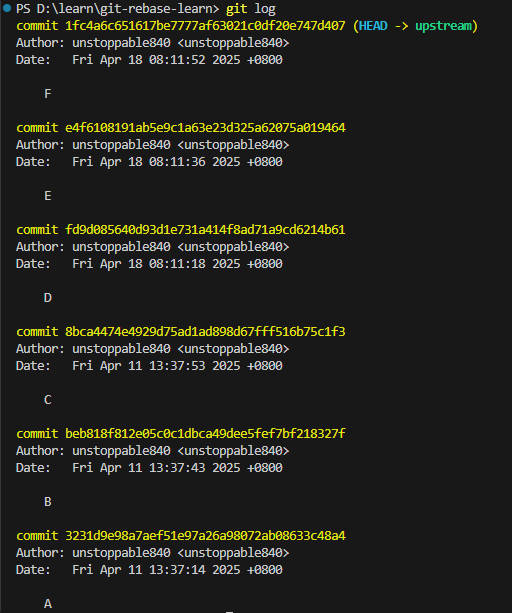 PS D:\learn\git-rebase-learn> git log
commit 1fc4a6c651617be7777af63021c0df20e747d407 (HEAD -> upstream)
Author: unstoppable840 <unstoppable840>
Date:   Fri Apr 18 08:11:52 2025 +0800
F
commit e4f6108191ab5e9c1a63e23d325a62075a019464
Author: unstoppable840 <unstoppable840>
Date:   Fri Apr 18 08:11:36 2025 +0800
E
commit fd9d085640d93d1e731a414f8ad71a9cd6214b61
Author: unstoppable840 <unstoppable840>
Date:   Fri Apr 18 08:11:18 2025 +0800
D
commit 8bca4474e4929d75ad1ad898d67fff516b75c1f3
Author: unstoppable840 <unstoppable840>
Date:   Fri Apr 11 13:37:53 2025 +0800
C
commit beb818f812e05c0c1dbca49dee5fef7bf218327f
Author: unstoppable840 <unstoppable840>
Date:   Fri Apr 11 13:37:43 2025 +0800
B
commit 3231d9e98a7aef51e97a26a98072ab08633c48a4
Author: unstoppable840 <unstoppable840>
Date:   Fri Apr 11 13:37:14 2025 +0800
A